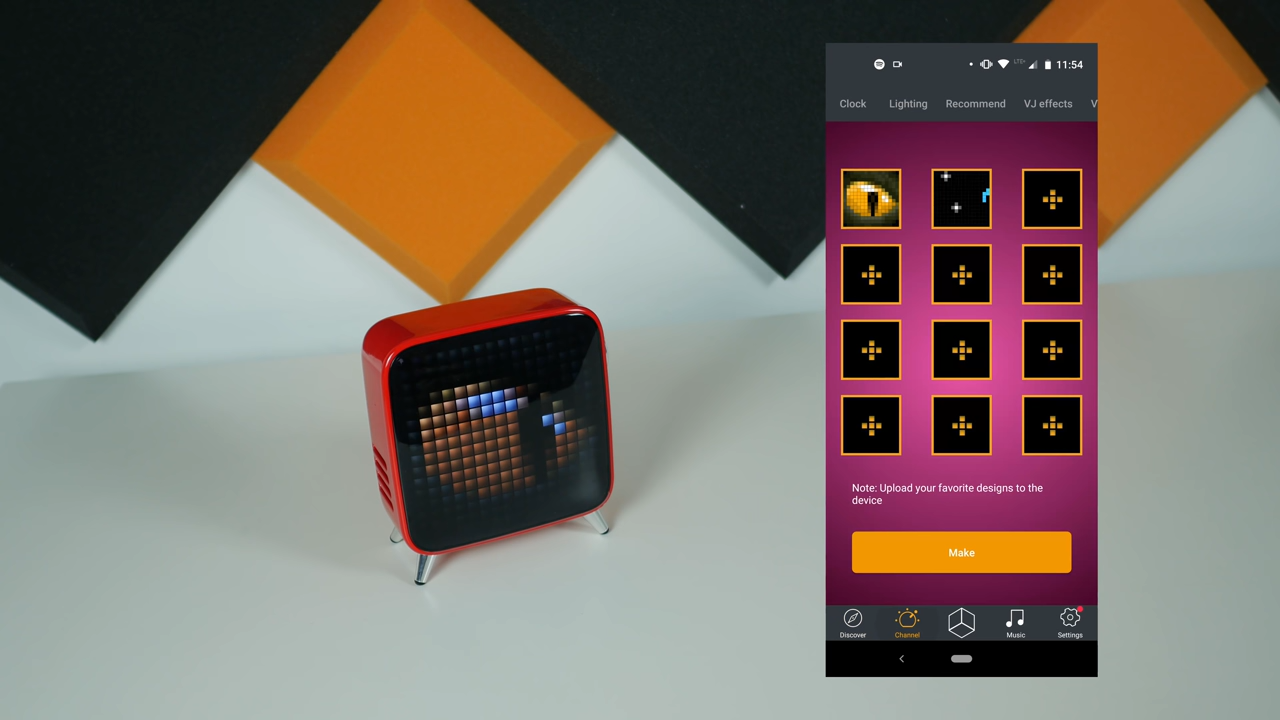 LTE+ 11:54
Clock Lighting Recommend VJ effects V
Note: Upload your favorite designs to the
device
Make
Discover Channel Music Settings